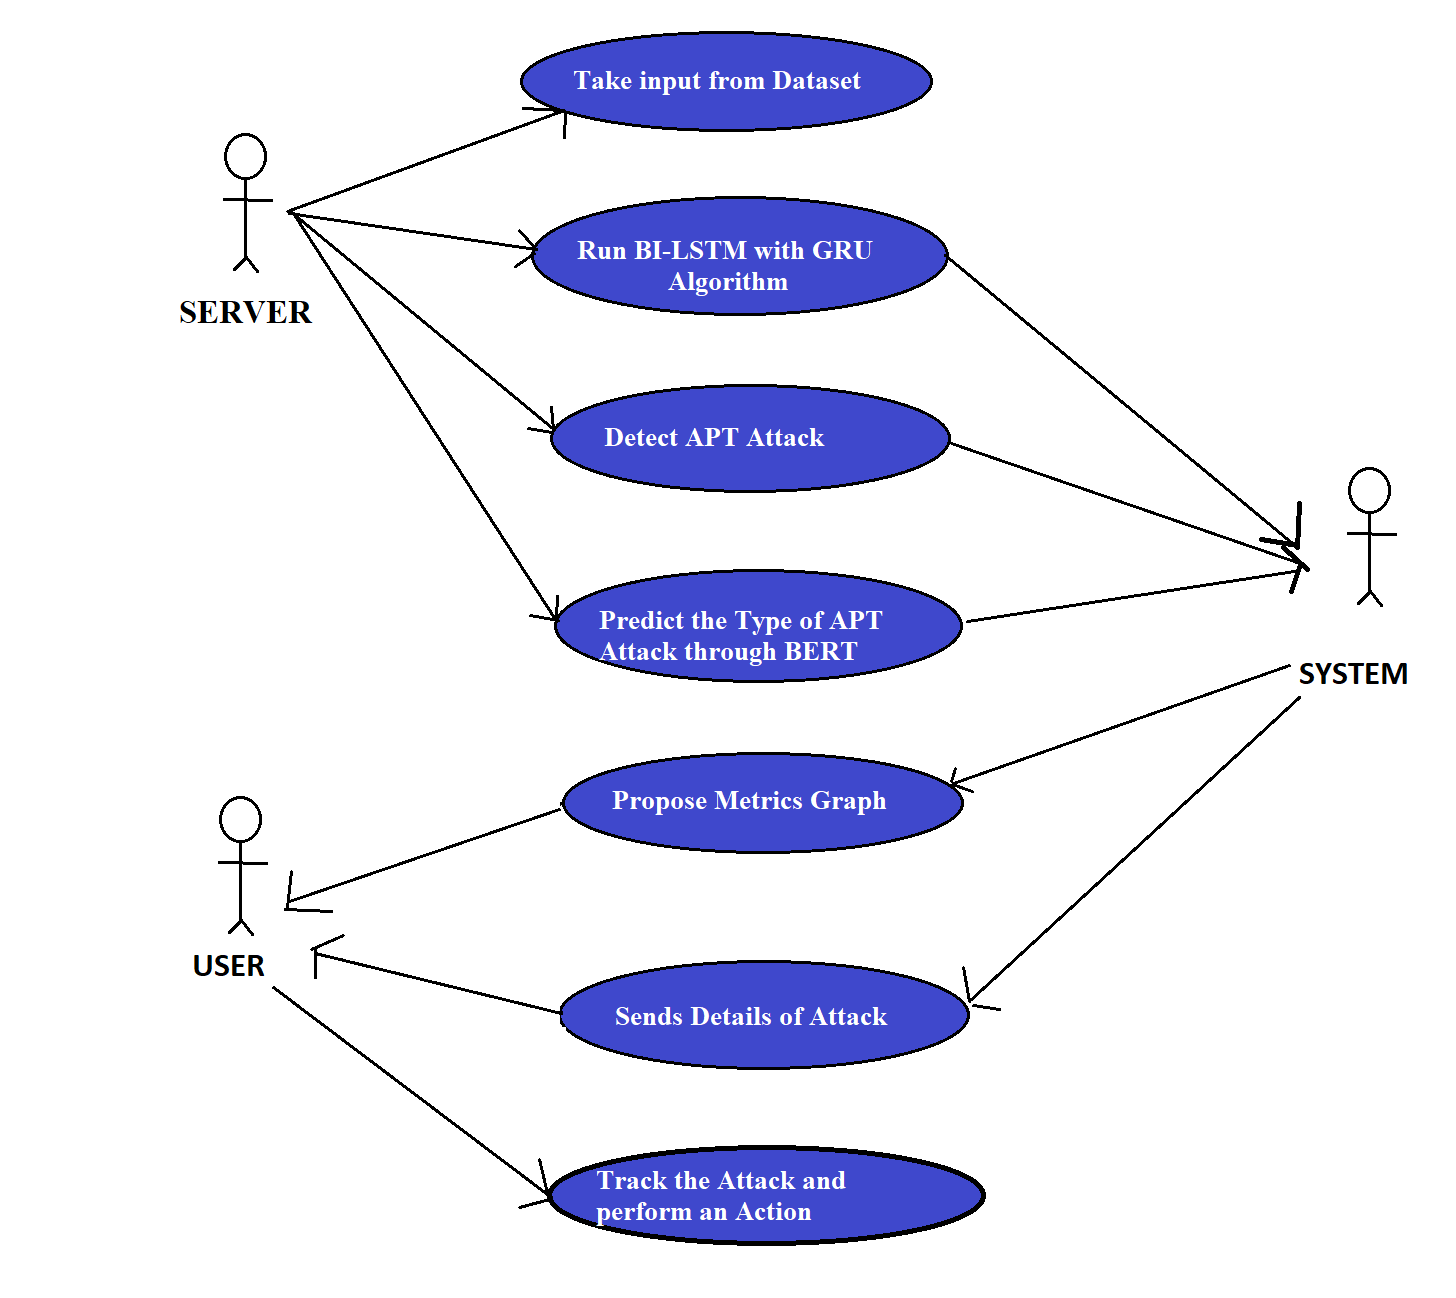 Take input from Dataset
Run BI-LSTM with GRU
Algorithm
SERVER
Detect APT Attack
Predict the Type of APT
Attack through BERT
SYSTEM
Propose Metrics Graph
USER
Sends Details of Attack
Track the Attack and
perform an Action